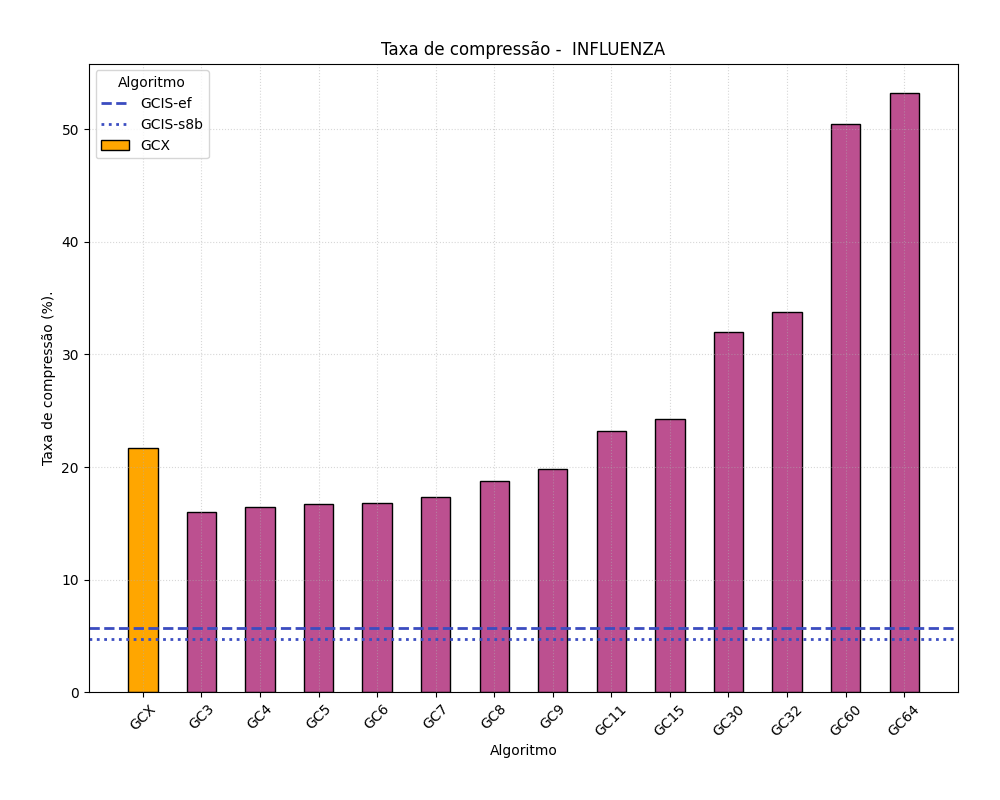 Taxa de compressão -  INFLUENZA
Algoritmo
GCIS-ef
GCIS-s8b
GCX
Taxa de compressão (%).
50
40
30
20
10
0
GCX
GC3
GC4
GC5
GC6
GC7
GC8
GC9
GC11
GC15
GC30
GC32
GC60
GC64
Algoritmo